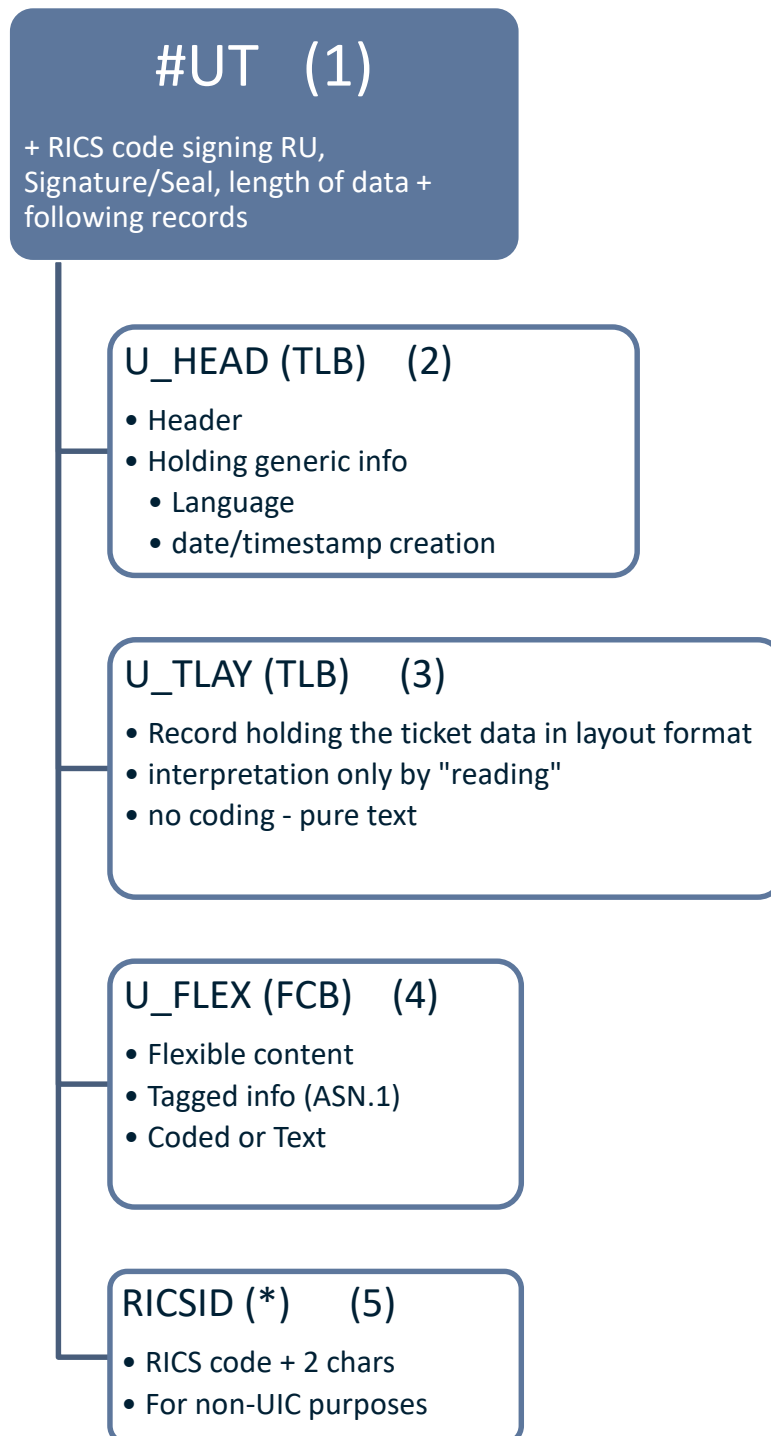 #UT (1)
+ RICS code signing RU,
Signature/Seal, length of data +
following records
U_HEAD (TLB) (2)
• Header
• Holding generic info
• Language
• date/timestamp creation
U_TLAY (TLB) (3)
• Record holding the ticket data in layout format
• interpretation only by "reading"
• no coding - pure text
U_FLEX (FCB) (4)
• Flexible content
• Tagged info (ASN.1)
• Coded or Text
RICSID (*) (5)
• RICS code + 2 chars
• For non-UIC purposes